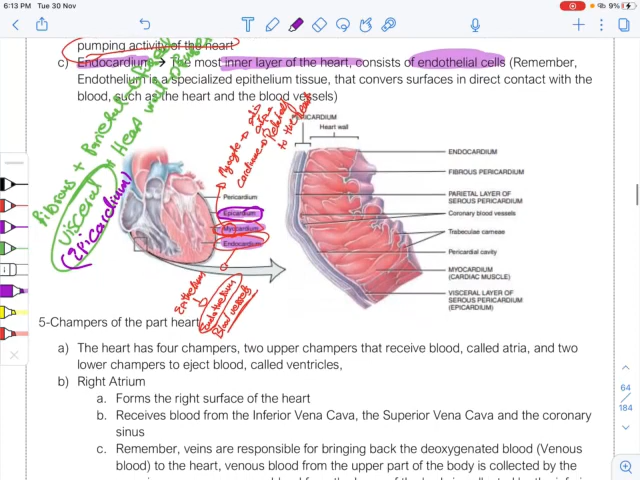 6:13 PM Tue 30 Nov
9%
pumping activity of the heart
c) Endocardium → The most inner layer of the heart, consists of endothelial cells (Remember,
Endothelium is a specialized epithelium tissue, that convers surfaces in direct contact with the
blood, such as the heart and the blood vessels)
Fibrous + Parietal
Visceral + Heart wall
(Epicardium)
Myocyte →
Cardium → Related
to the heart
Pericardium
Epicardium
Myocardium
Endocardium
Epithelium
Endothelium
Blood vessels
PERICARDIUM
Heart wall
ENDOCARDIUM
FIBROUS PERICARDIUM
PARIETAL LAYER OF
SEROUS PERICARDIUM
Coronary blood vessels
Trabeculae carneae
Pericardial cavity
MYOCARDIUM
(CARDIAC MUSCLE)
VISCERAL LAYER OF
SEROUS PERICARDIUM
(EPICARDIUM)
5-Champers of the part heart
a) The heart has four champers, two upper champers that receive blood, called atria, and two
lower champers to eject blood, called ventricles,
b) Right Atrium
a. Forms the right surface of the heart
b. Receives blood from the Inferior Vena Cava, the Superior Vena Cava and the coronary
sinus
c. Remember, veins are responsible for bringing back the deoxygenated blood (Venous
blood) to the heart, venous blood from the upper part of the body is collected by the
64
/
184